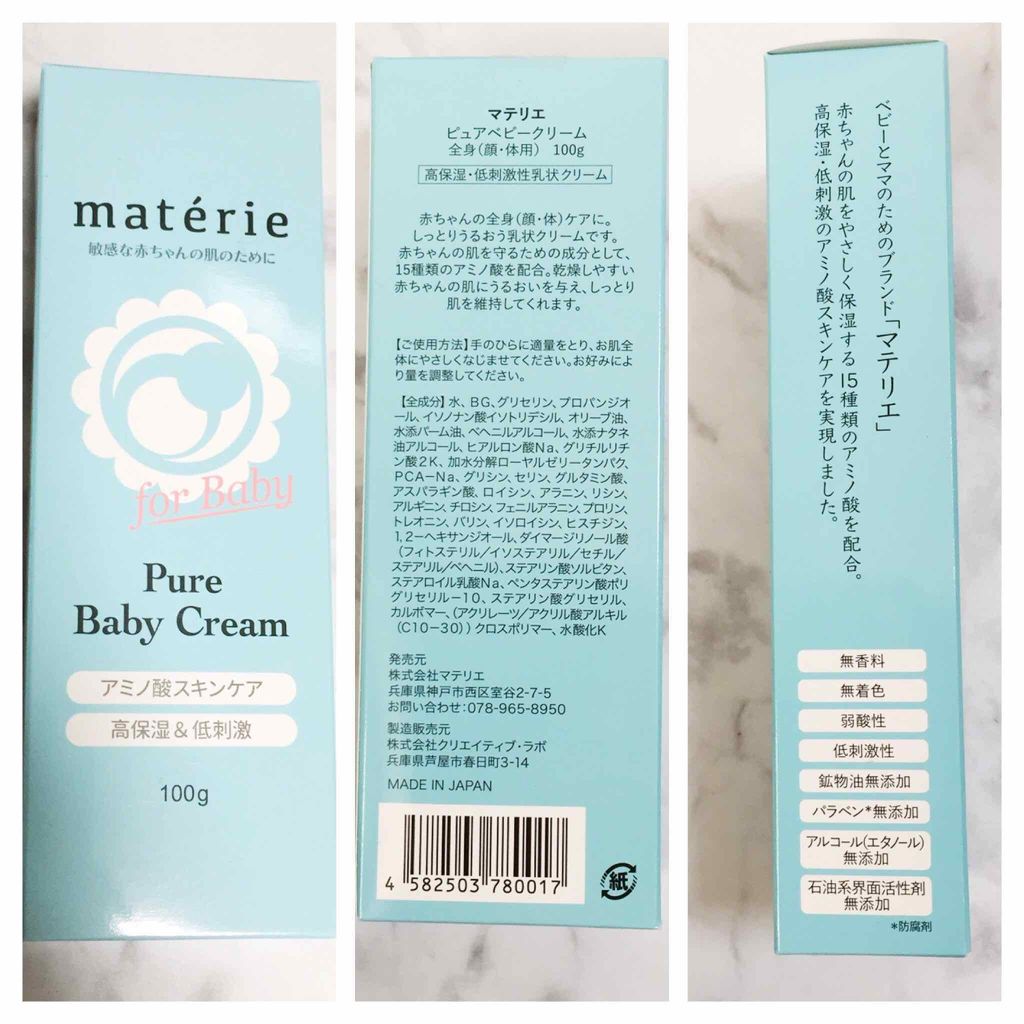 matérie
敏感な赤ちゃんの肌のために
for Baby
Pure
Baby Cream
アミノ酸スキンケア
高保湿&低刺激
100g
マテリエ
ピュアベビークリーム
全身(顔・体用) 100g
高保湿・低刺激性乳状クリーム
赤ちゃんの全身(顔・体)ケアに。
しっとりうるおう乳状クリームです。
赤ちゃんの肌を守るための成分として、
15種類のアミノ酸を配合。乾燥しやすい
赤ちゃんの肌にうるおいを与え、しっとり
肌を維持してくれます。
【ご使用方法】手のひらに適量をとり、お肌全
体にやさしくなじませてください。お好みによ
り量を調整してください。
【全成分】水、BG、グリセリン、プロパンジオ
ール、イソノナン酸イソトリデシル、オリーブ油、
水添パーム油、ベヘニルアルコール、水添ナタネ
油アルコール、ヒアルロン酸Na、グリチルリチ
ン酸2K、加水分解ローヤルゼリータンパク、
PCA-Na、グリシン、セリン、グルタミン酸、
アスパラギン酸、ロイシン、アラニン、リシン、
アルギニン、チロシン、フェニルアラニン、プロリン、
トレオニン、バリン、イソロイシン、ヒスチジン、
1,2-ヘキサンジオール、ダイマージリノール酸
(フィトステリル/イソステアリル/セチル/
ステアリル/ベヘニル)、ステアリン酸ソルビタン、
ステアロイル乳酸Na、ペンタステアリン酸ポリ
グリセリル-10、ステアリン酸グリセリル、
カルボマー、(アクリレーツ/アクリル酸アルキル
(C10-30))クロスポリマー、水酸化K
発売元
株式会社マテリエ
兵庫県神戸市西区室谷2-7-5
お問い合わせ:078-965-8950
製造販売元
株式会社クリエイティブ・ラボ
兵庫県芦屋市春日町3-14
MADE IN JAPAN
4 582503 780017
紙
ベビーとママのためのブランド「マテリエ」
赤ちゃんの肌をやさしく保湿する15種類のアミノ酸を配合。
高保湿・低刺激のアミノ酸スキンケアを実現しました。
無香料
無着色
弱酸性
低刺激性
鉱物油無添加
パラベン*無添加
アルコール(エタノール)
無添加
石油系界面活性剤
無添加
*防腐剤